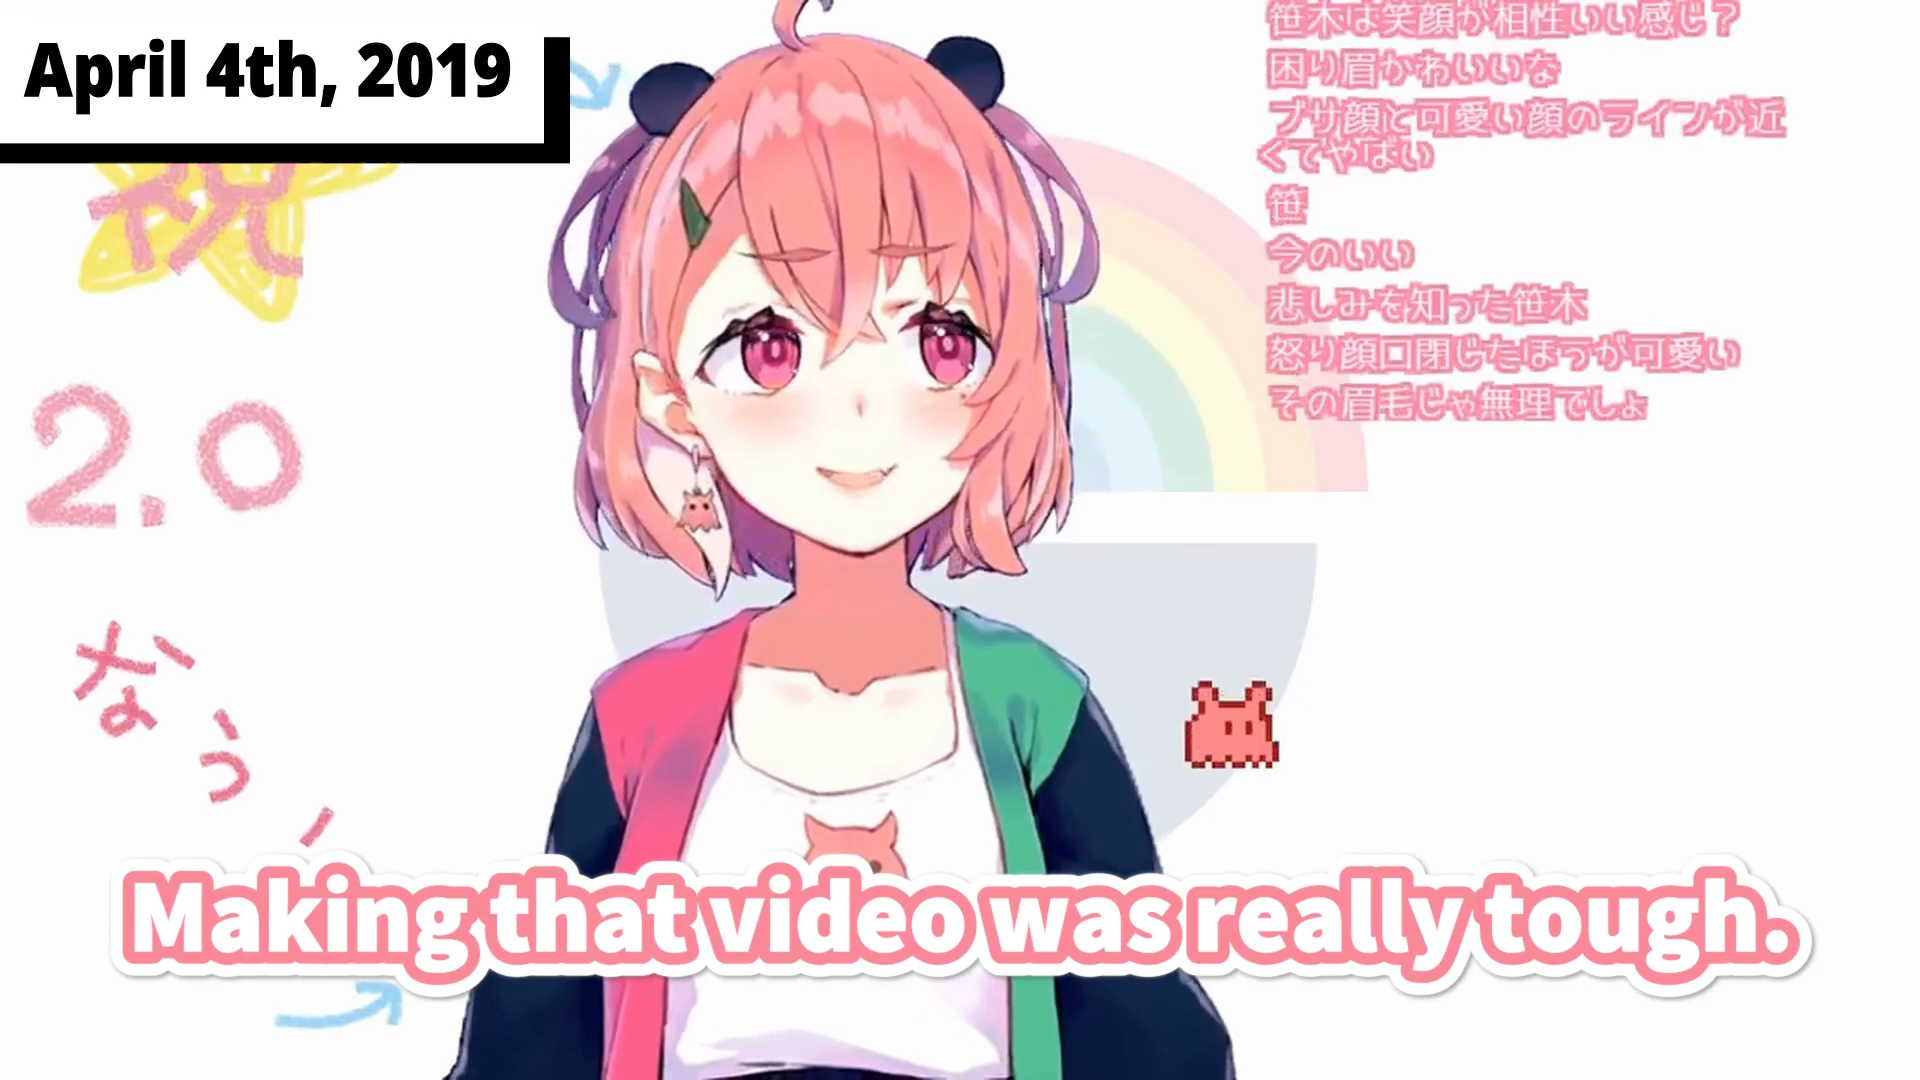 April 4th, 2019
笹木は笑顔が相性いい感じ?
困り眉かわいいな
ブサ顔と可愛い顔のラインが近
くてやばい
笹
今のいい
悲しみを知った笹木
怒り顔口閉じたほうが可愛い
その眉毛じゃ無理でしょ
祝
2.0
なう!
Making that video was really tough.